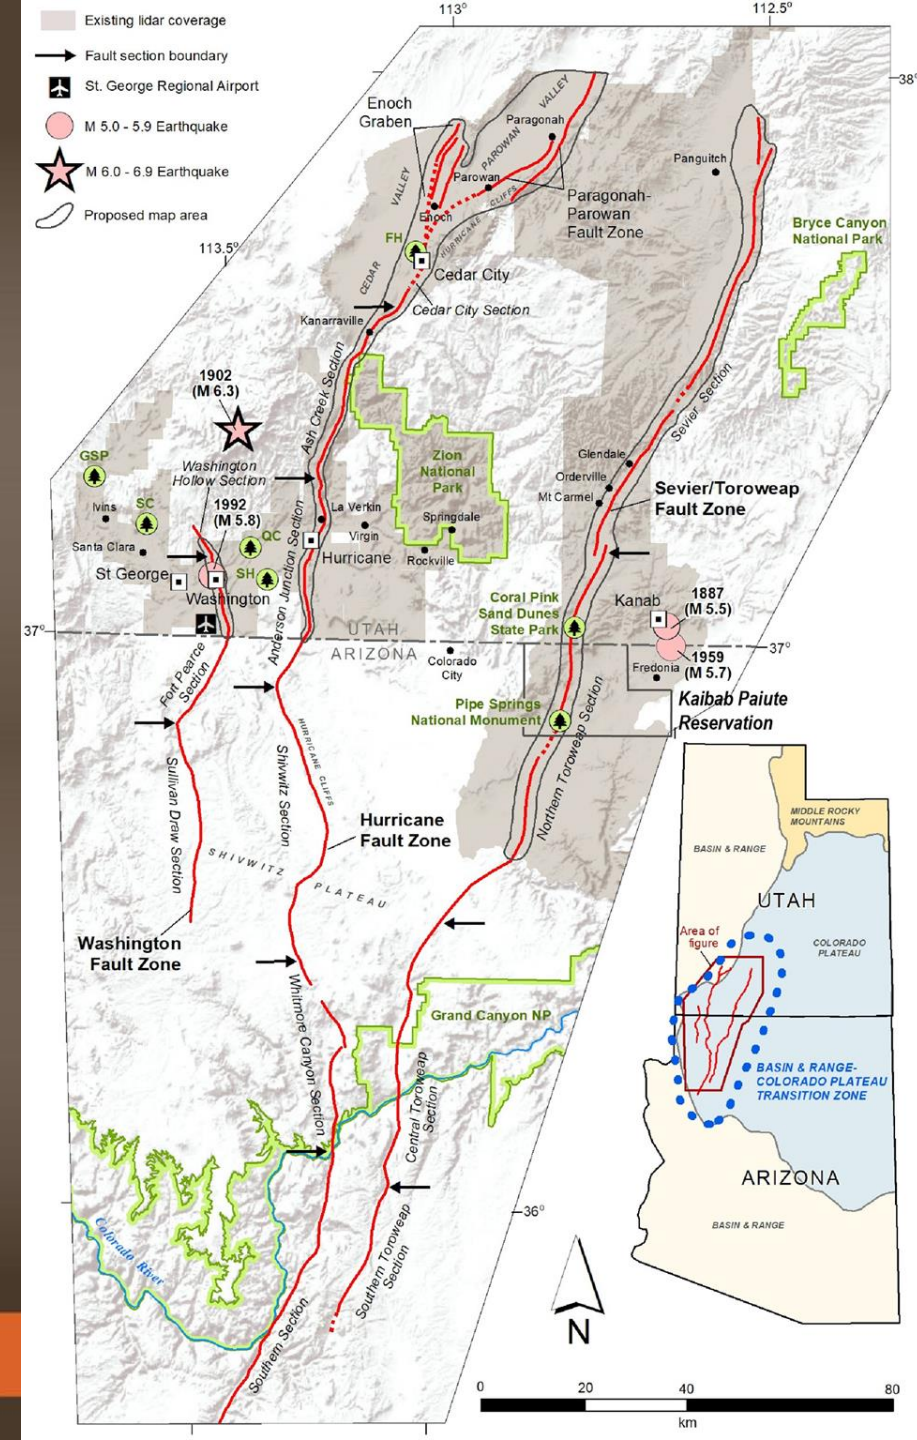 113°
112.5°
38°
Existing lidar coverage
Fault section boundary
St. George Regional Airport
M 5.0 - 5.9 Earthquake
M 6.0 - 6.9 Earthquake
Proposed map area
Enoch
Graben
PAROWAN VALLEY
Paragonah
Parowan
Enoch
HURRICANE CLIFFS
Paragonah-
Parowan
Fault Zone
Panguitch
Bryce Canyon
National Park
113.5°
CEDAR VALLEY
FH
Cedar City
Cedar City Section
Kanarraville
Ash Creek Section
1902
(M 6.3)
Sevier Section
GSP
Washington
Hollow Section
Zion
National
Park
Glendale
Orderville
Mt Carmel
Sevier/Toroweap
Fault Zone
Ivins
SC
1992
(M 5.8)
La Verkin
Virgin
Springdale
Rockville
Santa Clara
QC
Hurricane
St George
SH
Washington
Anderson Junction Section
Coral Pink
Sand Dunes
State Park
Kanab
1887
(M 5.5)
37°
UTAH
ARIZONA
37°
Colorado
City
Fredonia
1959
(M 5.7)
Fort Pearce
Section
Pipe Springs
National Monument
Kaibab Paiute
Reservation
Northern Toroweap Section
Sullivan Draw Section
Shivwitz Section
HURRICANE CLIFFS
Hurricane
Fault Zone
SHIVWITZ PLATEAU
Washington
Fault Zone
Whitmore Canyon Section
Grand Canyon NP
Central Toroweap
Section
36°
Colorado River
Southern Toroweap
Section
Southern Section
MIDDLE ROCKY
MOUNTAINS
BASIN & RANGE
UTAH
Area of
figure
COLORADO
PLATEAU
BASIN & RANGE-
COLORADO PLATEAU
TRANSITION ZONE
ARIZONA
BASIN & RANGE
N
0 20 40 80
km